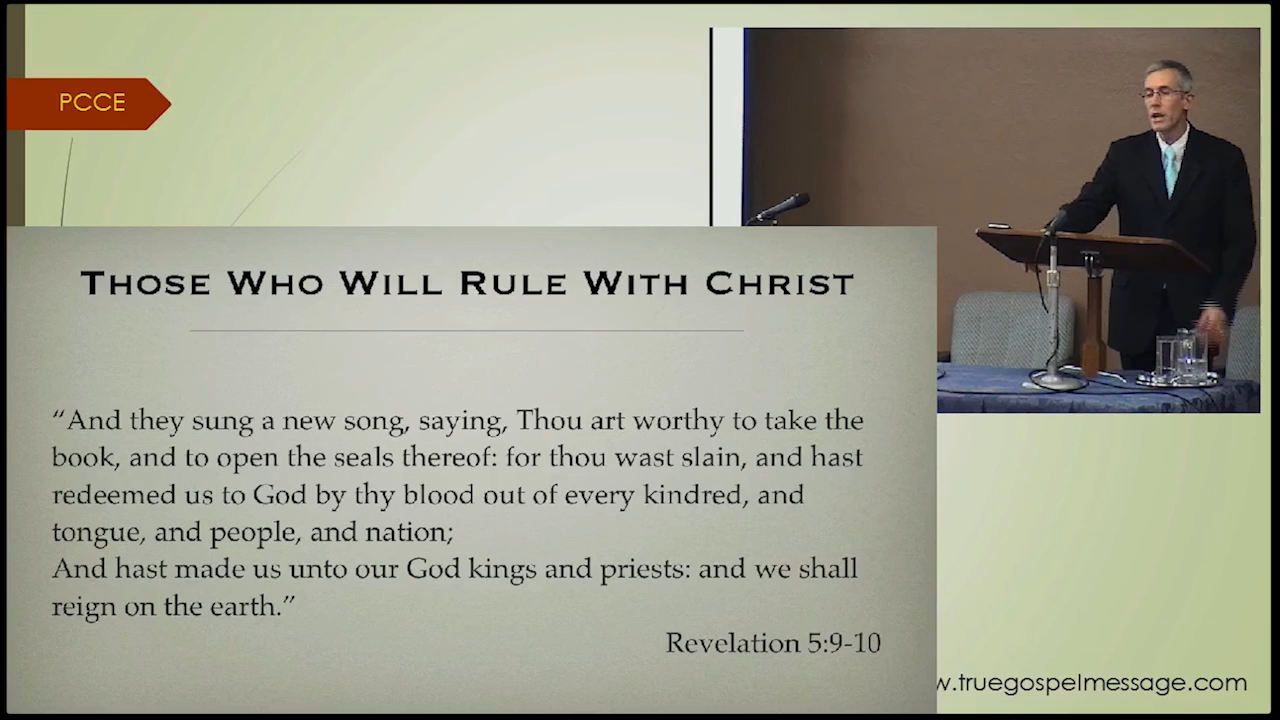 PCCE
THOSE WHO WILL RULE WITH CHRIST
“And they sung a new song, saying, Thou art worthy to take the
book, and to open the seals thereof: for thou wast slain, and hast
redeemed us to God by thy blood out of every kindred, and
tongue, and people, and nation;
And hast made us unto our God kings and priests: and we shall
reign on the earth.”
Revelation 5:9-10
w.truegospelmessage.com